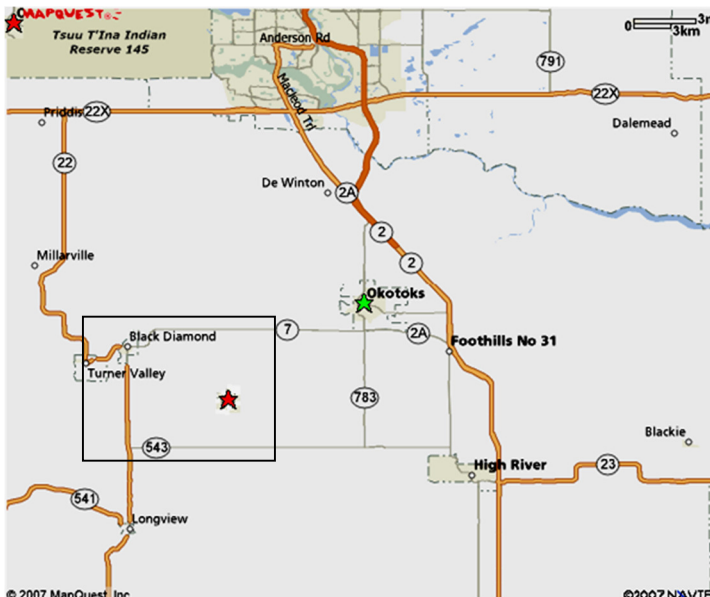 MAPQUEST
Tsuu T'Ina Indian
Reserve 145
Anderson Rd
0
3km
791
Macleod Trl
22X
22X
Priddis
Dalemead
22
De Winton
2A
2
2
Millarville
Okotoks
Black Diamond
7
2A
Foothills No 31
Turner Valley
783
Blackie
543
High River
23
541
Longview
© 2007 MapQuest, Inc.
©2007 NAVTE